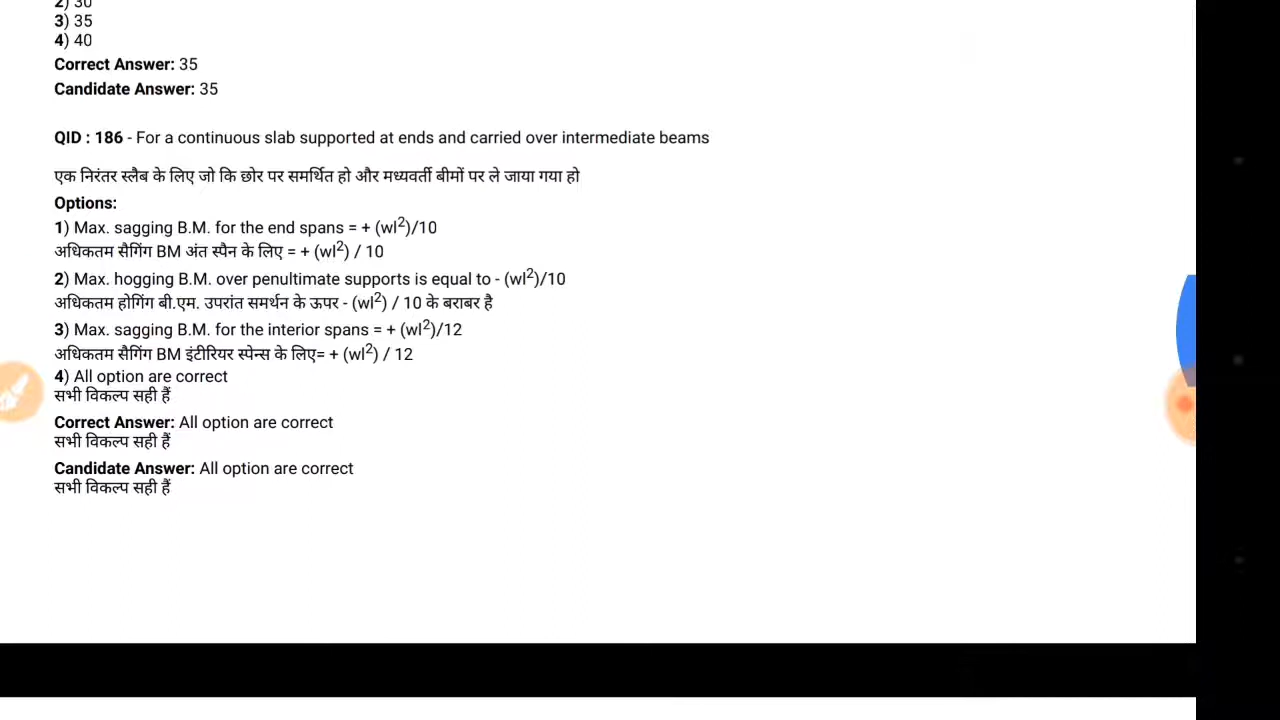 2) 30
3) 35
4) 40
Correct Answer: 35
Candidate Answer: 35
QID : 186 - For a continuous slab supported at ends and carried over intermediate beams
एक निरंतर स्लैब के लिए जो कि छोर पर समर्थित हो और मध्यवर्ती बीमों पर ले जाया गया हो
Options:
1) Max. sagging B.M. for the end spans = + (wl²)/10
अधिकतम सैगिंग BM अंत स्पैन के लिए = + (wl²) / 10
2) Max. hogging B.M. over penultimate supports is equal to - (wl²)/10
अधिकतम होगिंग बी.एम. उपरांत समर्थन के ऊपर - (wl²) / 10 के बराबर है
3) Max. sagging B.M. for the interior spans = + (wl²)/12
अधिकतम सैगिंग BM इंटीरियर स्पेन्स के लिए= + (wl²) / 12
4) All option are correct
सभी विकल्प सही हैं
Correct Answer: All option are correct
सभी विकल्प सही हैं
Candidate Answer: All option are correct
सभी विकल्प सही हैं